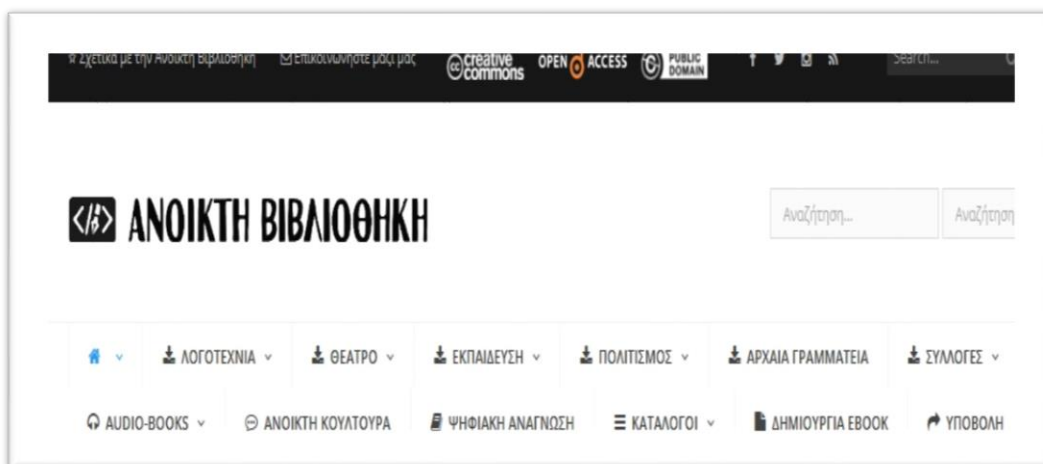 Σχετικά με την Ανοικτή Βιβλιοθήκη Επικοινωνήστε μαζί μας creative commons OPEN ACCESS PUBLIC DOMAIN Search...
ΑΝΟΙΚΤΗ ΒΙΒΛΙΟΘΗΚΗ Αναζήτηση... Αναζήτηση
ΛΟΓΟΤΕΧΝΙΑ ΘΕΑΤΡΟ ΕΚΠΑΙΔΕΥΣΗ ΠΟΛΙΤΙΣΜΟΣ ΑΡΧΑΙΑ ΓΡΑΜΜΑΤΕΙΑ ΣΥΛΛΟΓΕΣ
AUDIO-BOOKS ΑΝΟΙΚΤΗ ΚΟΥΛΤΟΥΡΑ ΨΗΦΙΑΚΗ ΑΝΑΓΝΩΣΗ ΚΑΤΑΛΟΓΟΙ ΔΗΜΙΟΥΡΓΙΑ EBOOK ΥΠΟΒΟΛΗ